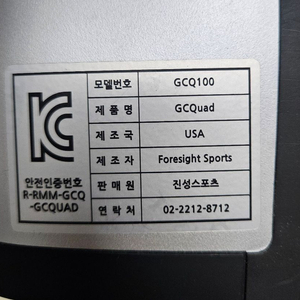 모델번호 GCQ100
제 품 명 GCQuad
제 조 국 USA
제 조 자 Foresight Sports
판 매 원 진성스포츠
연 락 처 02-2212-8712
KC
안전인증번호
R-RMM-GCQ
-GCQUAD